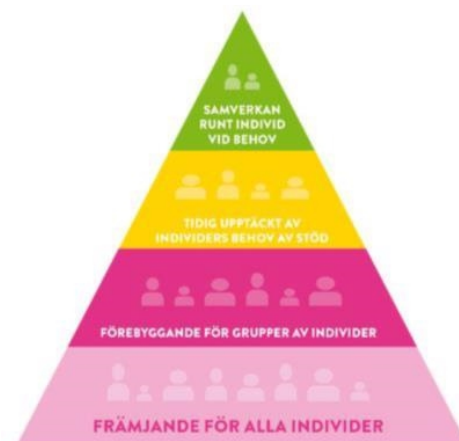 SAMVERKAN
RUNT INDIVID
VID BEHOV
TIDIG UPPTÄCKT AV
INDIVIDERS BEHOV AV STÖD
FÖREBYGGANDE FÖR GRUPPER AV INDIVIDER
FRÄMJANDE FÖR ALLA INDIVIDER